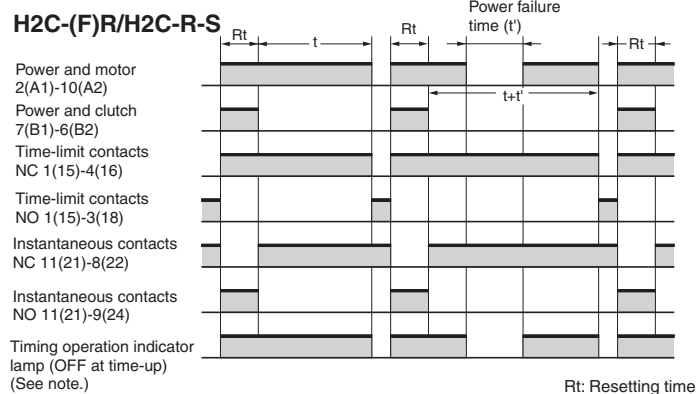 H2C-(F)R/H2C-R-S
Power failure
time (t')
Rt
t
Rt
Rt
Power and motor
2(A1)-10(A2)
t+t'
Power and clutch
7(B1)-6(B2)
Time-limit contacts
NC 1(15)-4(16)
Time-limit contacts
NO 1(15)-3(18)
Instantaneous contacts
NC 11(21)-8(22)
Instantaneous contacts
NO 11(21)-9(24)
Timing operation indicator
lamp (OFF at time-up)
(See note.)
Rt: Resetting time